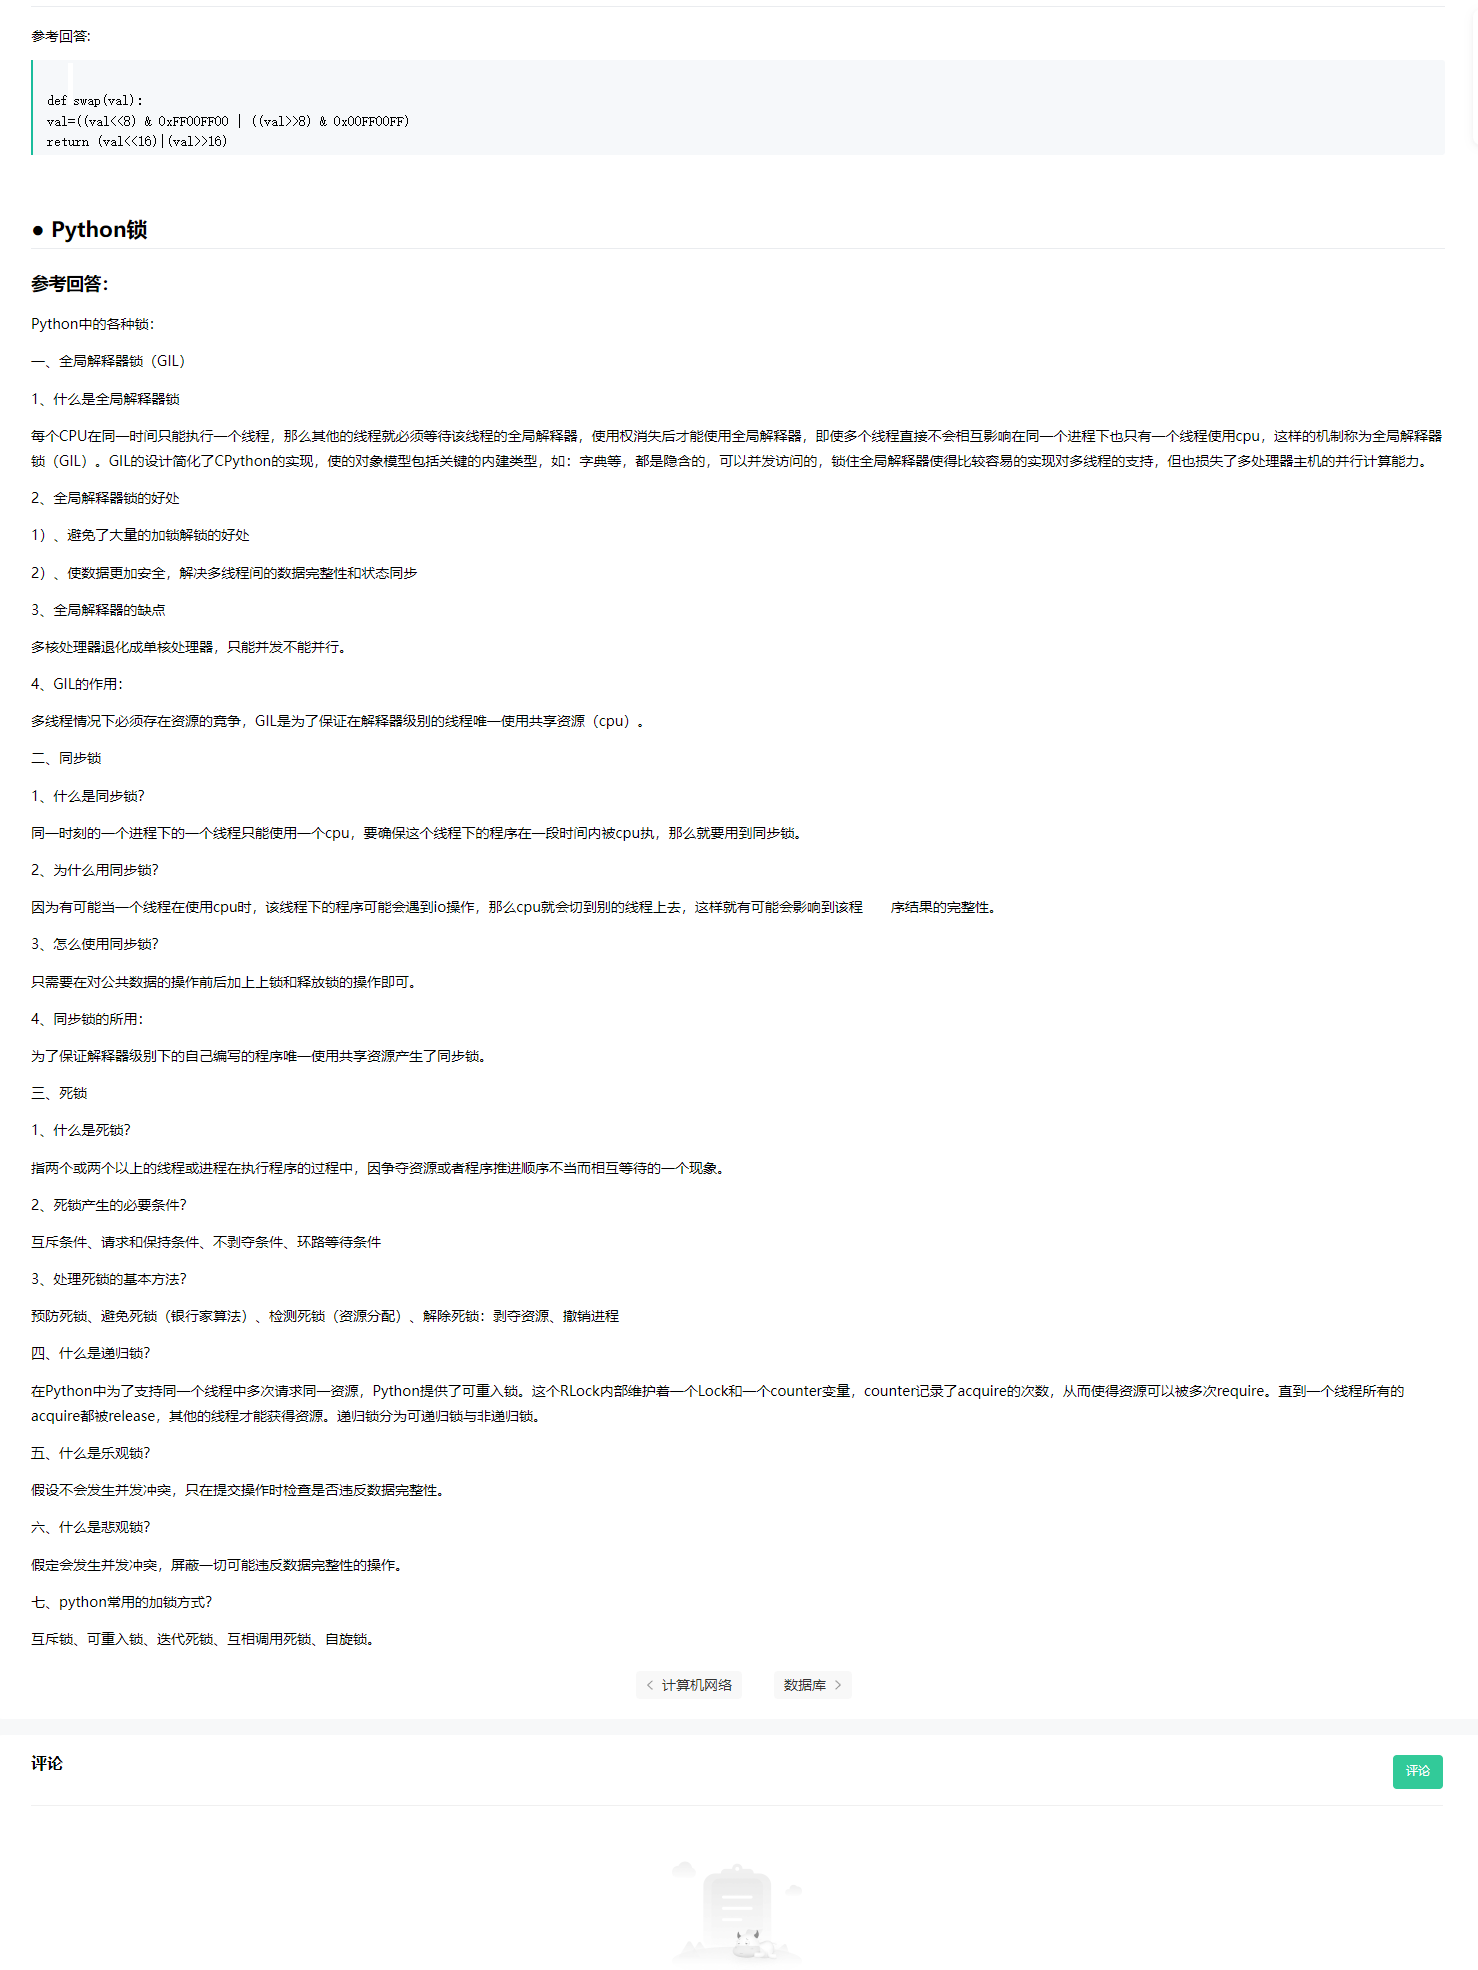 参考回答:
def swap(val):
val=((val<<8) & 0xFF00FF00 | ((val>>8) & 0x00FF00FF)
return (val<<16)|(val>>16)
● Python锁
参考回答：
Python中的各种锁：
一、全局解释器锁（GIL）
1、什么是全局解释器锁
每个CPU在同一时间只能执行一个线程，那么其他的线程就必须等待该线程的全局解释器，使用权消失后才能使用全局解释器，即使多个线程直接不会相互影响在同一个进程下也只有一个线程使用cpu，这样的机制称为全局解释器
锁（GIL）。GIL的设计简化了CPython的实现，使的对象模型包括关键的内建类型，如：字典等，都是隐含的，可以并发访问的，锁住全局解释器使得比较容易的实现对多线程的支持，但也损失了多处理器主机的并行计算能力。
2、全局解释器锁的好处
1）、避免了大量的加锁解锁的好处
2）、使数据更加安全，解决多线程间的数据完整性和状态同步
3、全局解释器的缺点
多核处理器退化成单核处理器，只能并发不能并行。
4、GIL的作用：
多线程情况下必须存在资源的竞争，GIL是为了保证在解释器级别的线程唯一使用共享资源（cpu）。
二、同步锁
1、什么是同步锁？
同一时刻的一个进程下的一个线程只能使用一个cpu，要确保这个线程下的程序在一段时间内被cpu执，那么就要用到同步锁。
2、为什么用同步锁？
因为有可能当一个线程在使用cpu时，该线程下的程序可能会遇到io操作，那么cpu就会切到别的线程上去，这样就有可能会影响到该程  序结果的完整性。
3、怎么使用同步锁？
只需要在对公共数据的操作前后加上上锁和释放锁的操作即可。
4、同步锁的所用：
为了保证解释器级别下的自己编写的程序唯一使用共享资源产生了同步锁。
三、死锁
1、什么是死锁？
指两个或两个以上的线程或进程在执行程序的过程中，因争夺资源或者程序推进顺序不当而相互等待的一个现象。
2、死锁产生的必要条件？
互斥条件、请求和保持条件、不剥夺条件、环路等待条件
3、处理死锁的基本方法？
预防死锁、避免死锁（银行家算法）、检测死锁（资源分配）、解除死锁：剥夺资源、撤销进程
四、什么是递归锁？
在Python中为了支持同一个线程中多次请求同一资源，Python提供了可重入锁。这个RLock内部维护着一个Lock和一个counter变量，counter记录了acquire的次数，从而使得资源可以被多次require。直到一个线程所有的
acquire都被release，其他的线程才能获得资源。递归锁分为可递归锁与非递归锁。
五、什么是乐观锁？
假设不会发生并发冲突，只在提交操作时检查是否违反数据完整性。
六、什么是悲观锁？
假定会发生并发冲突，屏蔽一切可能违反数据完整性的操作。
七、python常用的加锁方式？
互斥锁、可重入锁、迭代死锁、互相调用死锁、自旋锁。
计算机网络 数据库
评论 评论